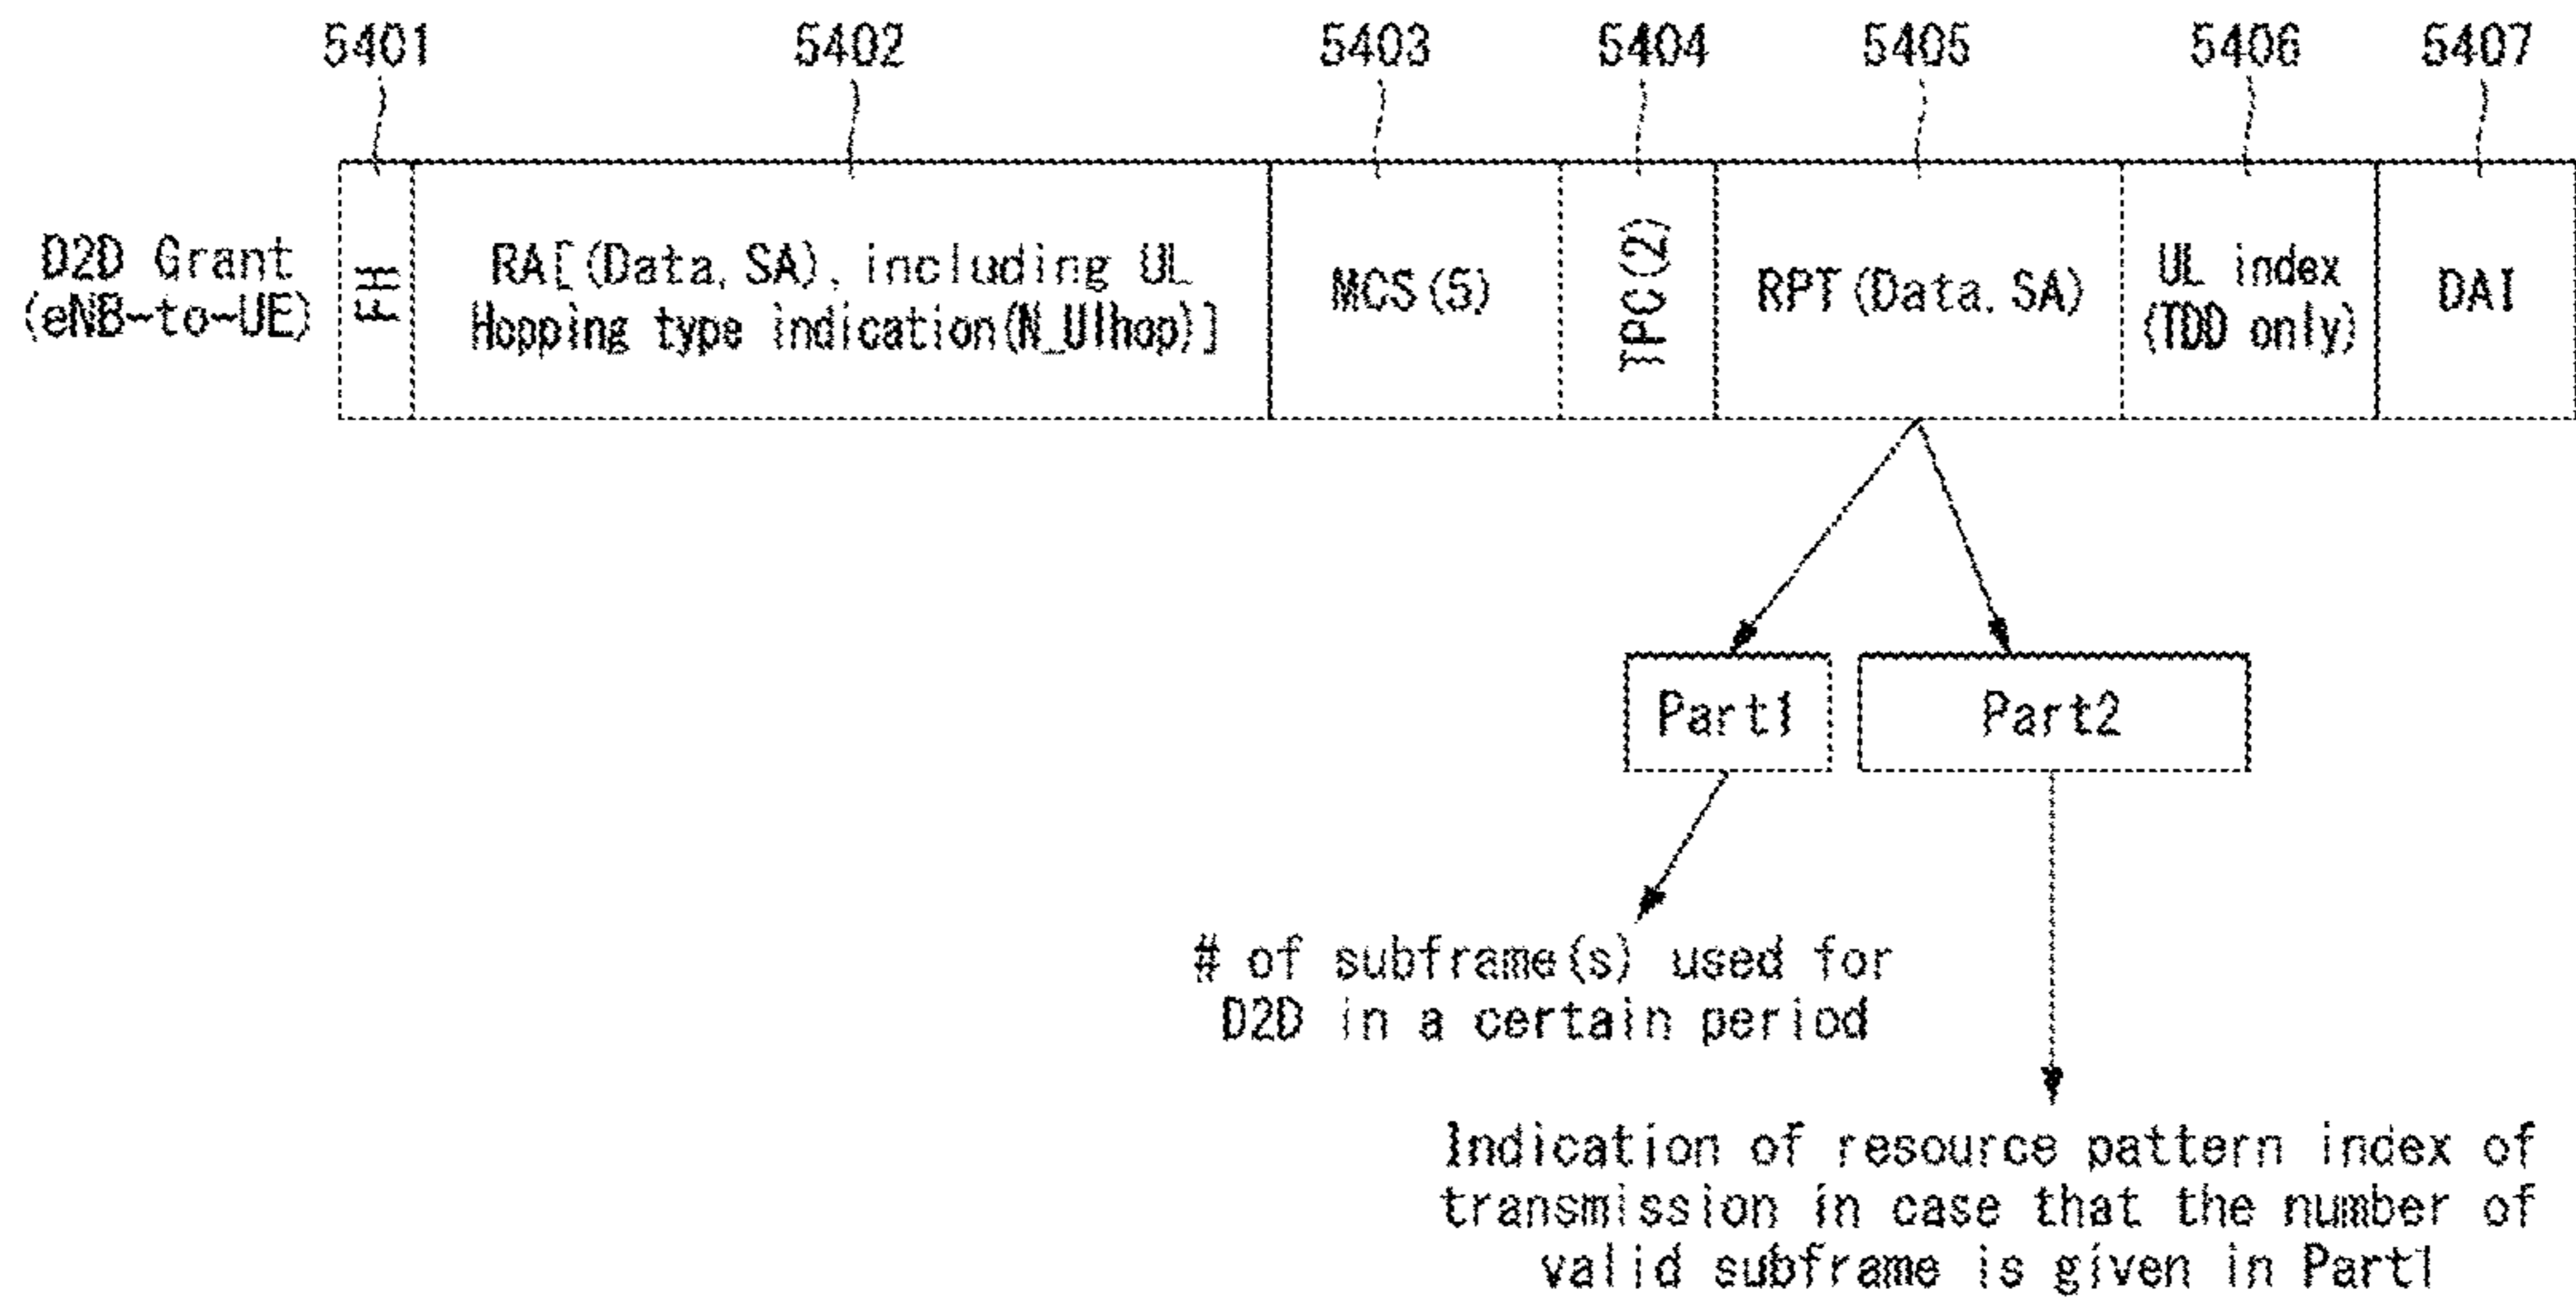 5401 5402 5403 5404 5405 5406 5407
D2D Grant
(eNB-to-UE)
FH
RA[(Data, SA), including UL
Hopping type indication(N_Ulhop)]
MCS(5)
TPC(2)
RPT(Data, SA)
UL index
(TDD only)
DAI
Part1
Part2
# of subframe(s) used for
D2D in a certain period
Indication of resource pattern index of
transmission in case that the number of
valid subframe is given in Part1